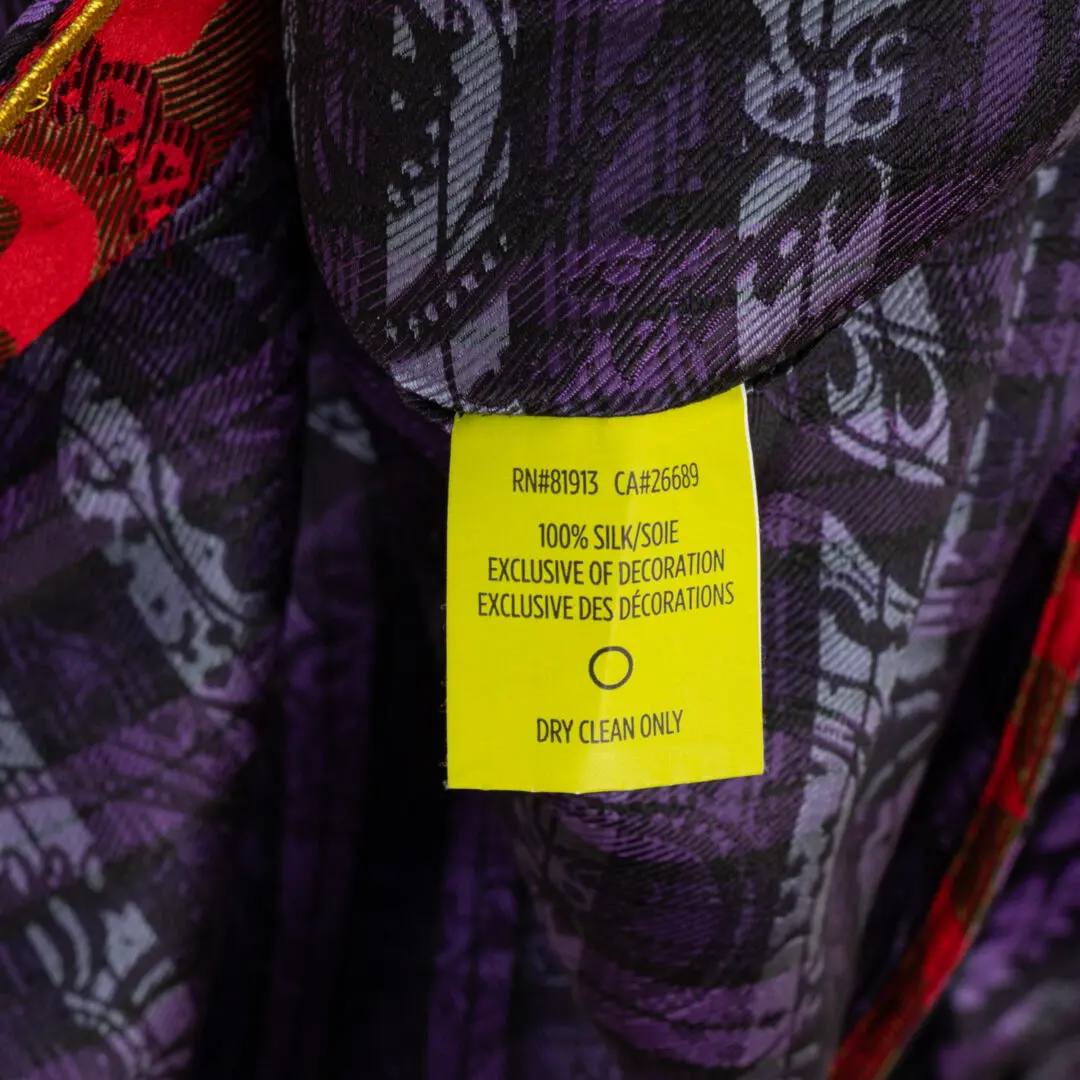 RN#81913 CA#26689
100% SILK/SOIE
EXCLUSIVE OF DECORATION
EXCLUSIVE DES DÉCORATIONS
DRY CLEAN ONLY